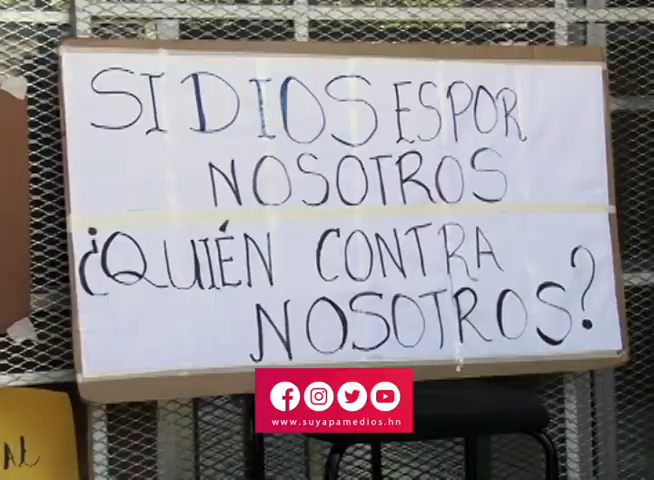 SI DIOS ES POR
NOSOTROS
¿QUIÉN CONTRA
NOSOTROS?
www.suyapamedios.hn